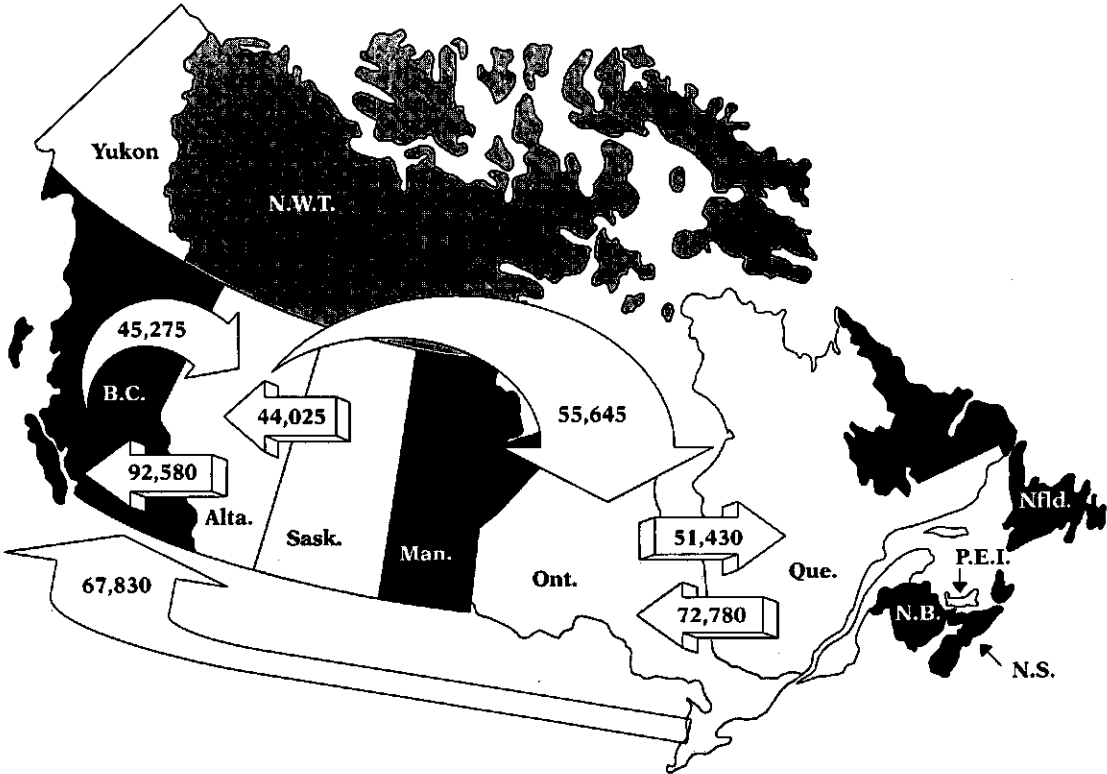 Yukon
N.W.T.
45,275
B.C.
44,025
55,645
92,580
Alta.
Sask.
Man.
Ont.
51,430
Que.
72,780
67,830
Nfld.
P.E.I.
N.B.
N.S.